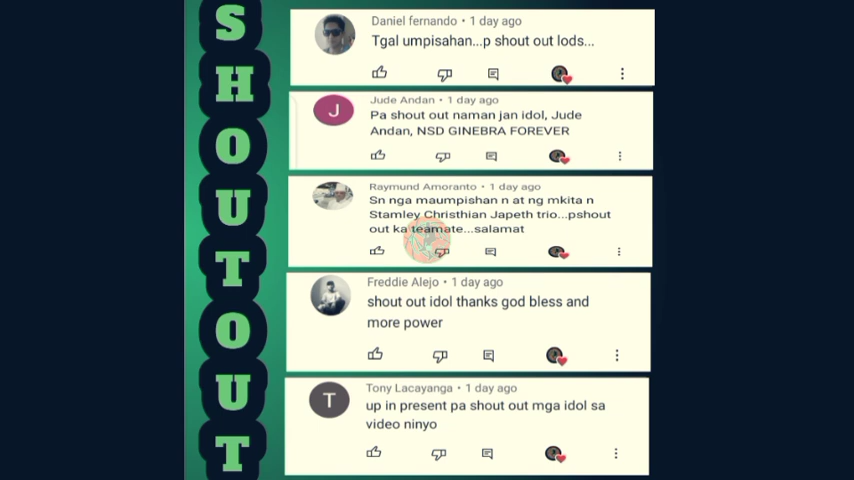 SHOUTOUT
Daniel fernando • 1 day ago
Tgal umpisahan...p shout out lods...
J
Jude Andan • 1 day ago
Pa shout out naman jan idol, Jude
Andan, NSD GINEBRA FOREVER
Raymund Amoranto • 1 day ago
Sn nga maumpishan n at ng mkita n
Stamley Christhian Japeth trio...pshout
out ka teamate...salamat
Freddie Alejo • 1 day ago
shout out idol thanks god bless and
more power
T
Tony Lacayanga • 1 day ago
up in present pa shout out mga idol sa
video ninyo